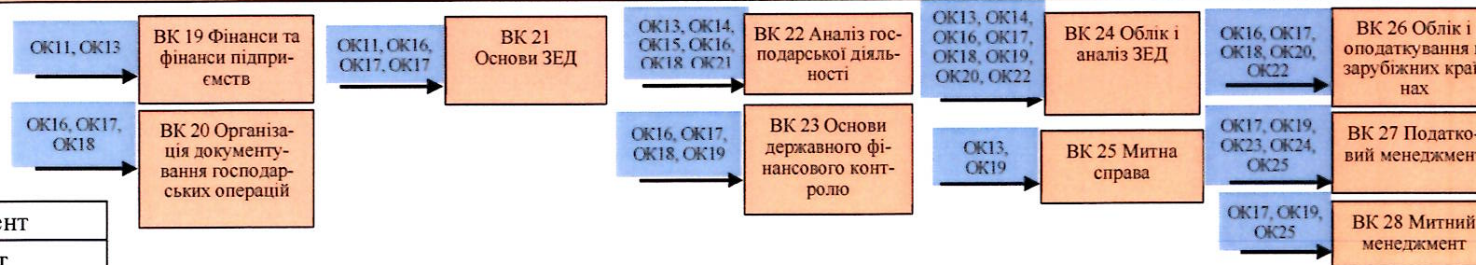 ОК11, ОК13
ВК 19 Фінанси та
фінанси підпри-
ємств
ОК11, ОК16,
ОК17, ОК17
ВК 21
Основи ЗЕД
ОК13, ОК14,
ОК15, ОК16,
ОК18 ОК21
ВК 22 Аналіз гос-
подарської діяль-
ності
ОК13, ОК14,
ОК16, ОК17,
ОК18, ОК19,
ОК20, ОК22
ВК 24 Облік і
аналіз ЗЕД
ОК16, ОК17,
ОК18, ОК20,
ОК22
ВК 26 Облік і
оподаткування
зарубіжних краї
нах
ОК16, ОК17,
ОК18
ВК 20 Організа-
ція документу-
вання господар-
ських операцій
ОК16, ОК17,
ОК18, ОК19
ВК 23 Основи
державного фі-
нансового конт-
ролю
ОК13,
ОК19
ВК 25 Митна
справа
ОК17, ОК19,
ОК23, ОК24,
ОК25
ВК 27 Податко-
вий менеджмент
ОК17, ОК19,
ОК25
ВК 28 Митний
менеджмент
ент
т